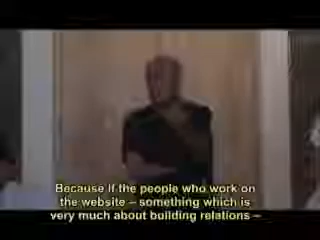 Because if the people who work on
the website – something which is
very much about building relations –